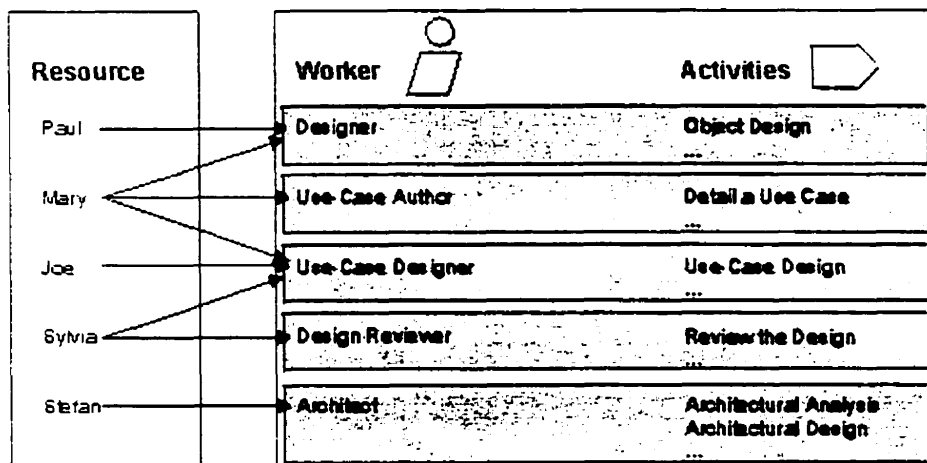 Resource Worker Activities
Paul Designer Object Design
...
Mary Use-Case Author Detail a Use Case
...
Joe Use-Case Designer Use-Case Design
...
Sylvia Design Reviewer Review the Design
...
Stefan Architect Architectural Analysis
Architectural Design
...